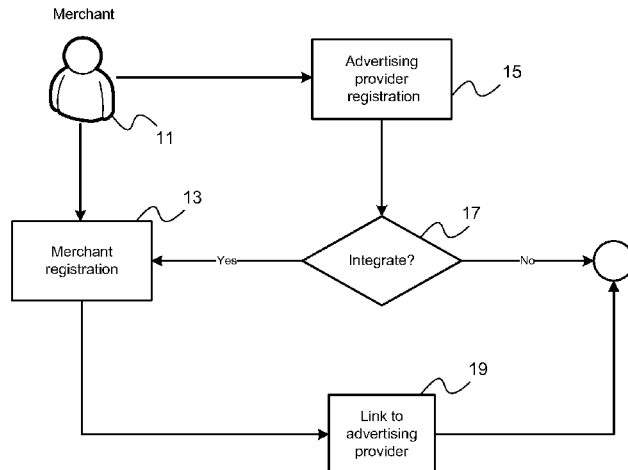 Merchant
Advertising
provider
registration
15
11
13
17
Merchant
registration
Yes
Integrate?
No
19
Link to
advertising
provider